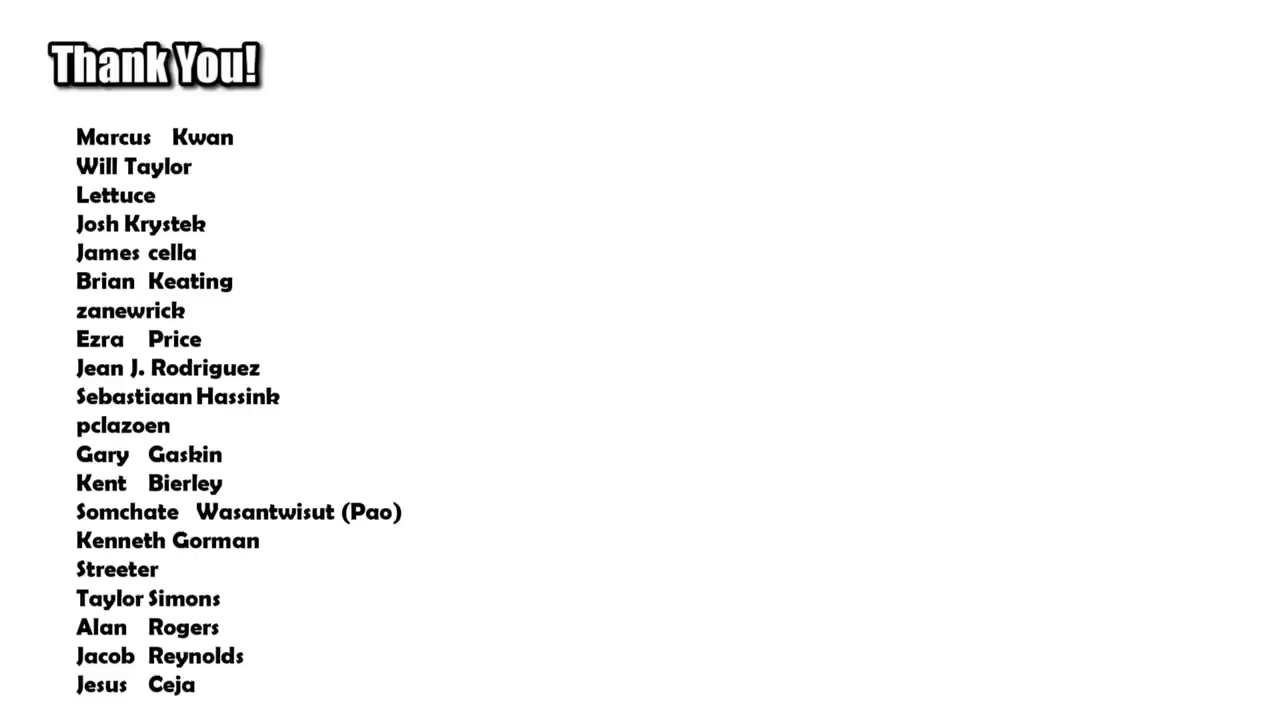 Thank You!
Marcus Kwan
Will Taylor
Lettuce
Josh Krystek
James cella
Brian Keating
zanewrick
Ezra Price
Jean J. Rodriguez
Sebastiaan Hassink
pclazoen
Gary Gaskin
Kent Bierley
Somchate Wasantwisut (Pao)
Kenneth Gorman
Streeter
Taylor Simons
Alan Rogers
Jacob Reynolds
Jesus Ceja